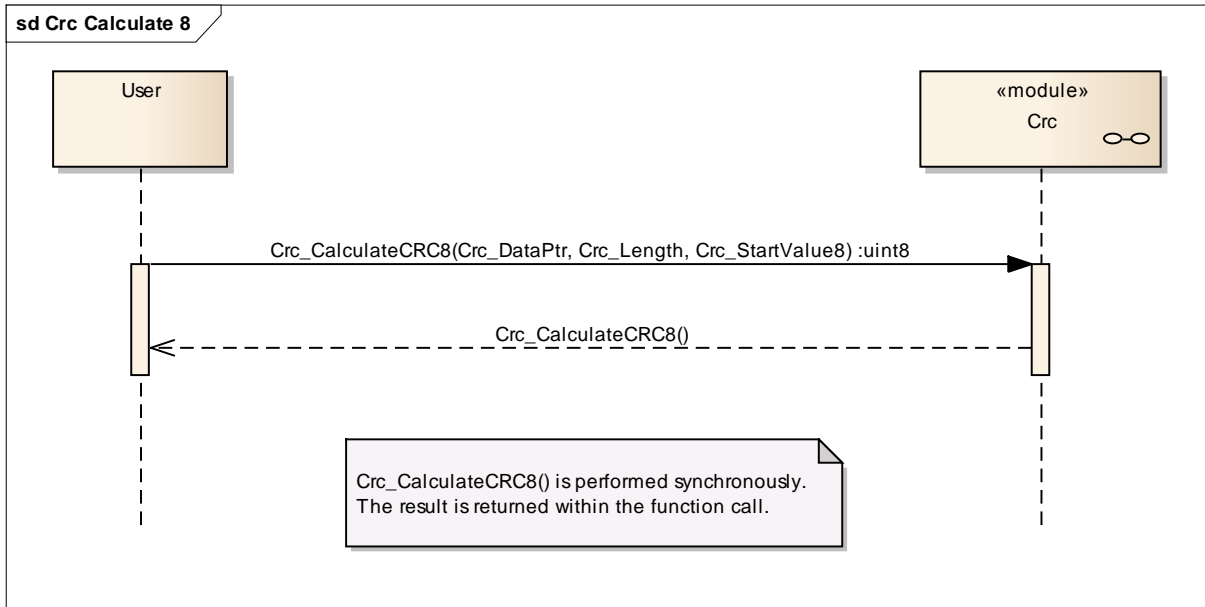 sd Crc Calculate 8
User
«module»
Crc
Crc_CalculateCRC8(Crc_DataPtr, Crc_Length, Crc_StartValue8) :uint8
Crc_CalculateCRC8()
Crc_CalculateCRC8() is performed synchronously.
The result is returned within the function call.